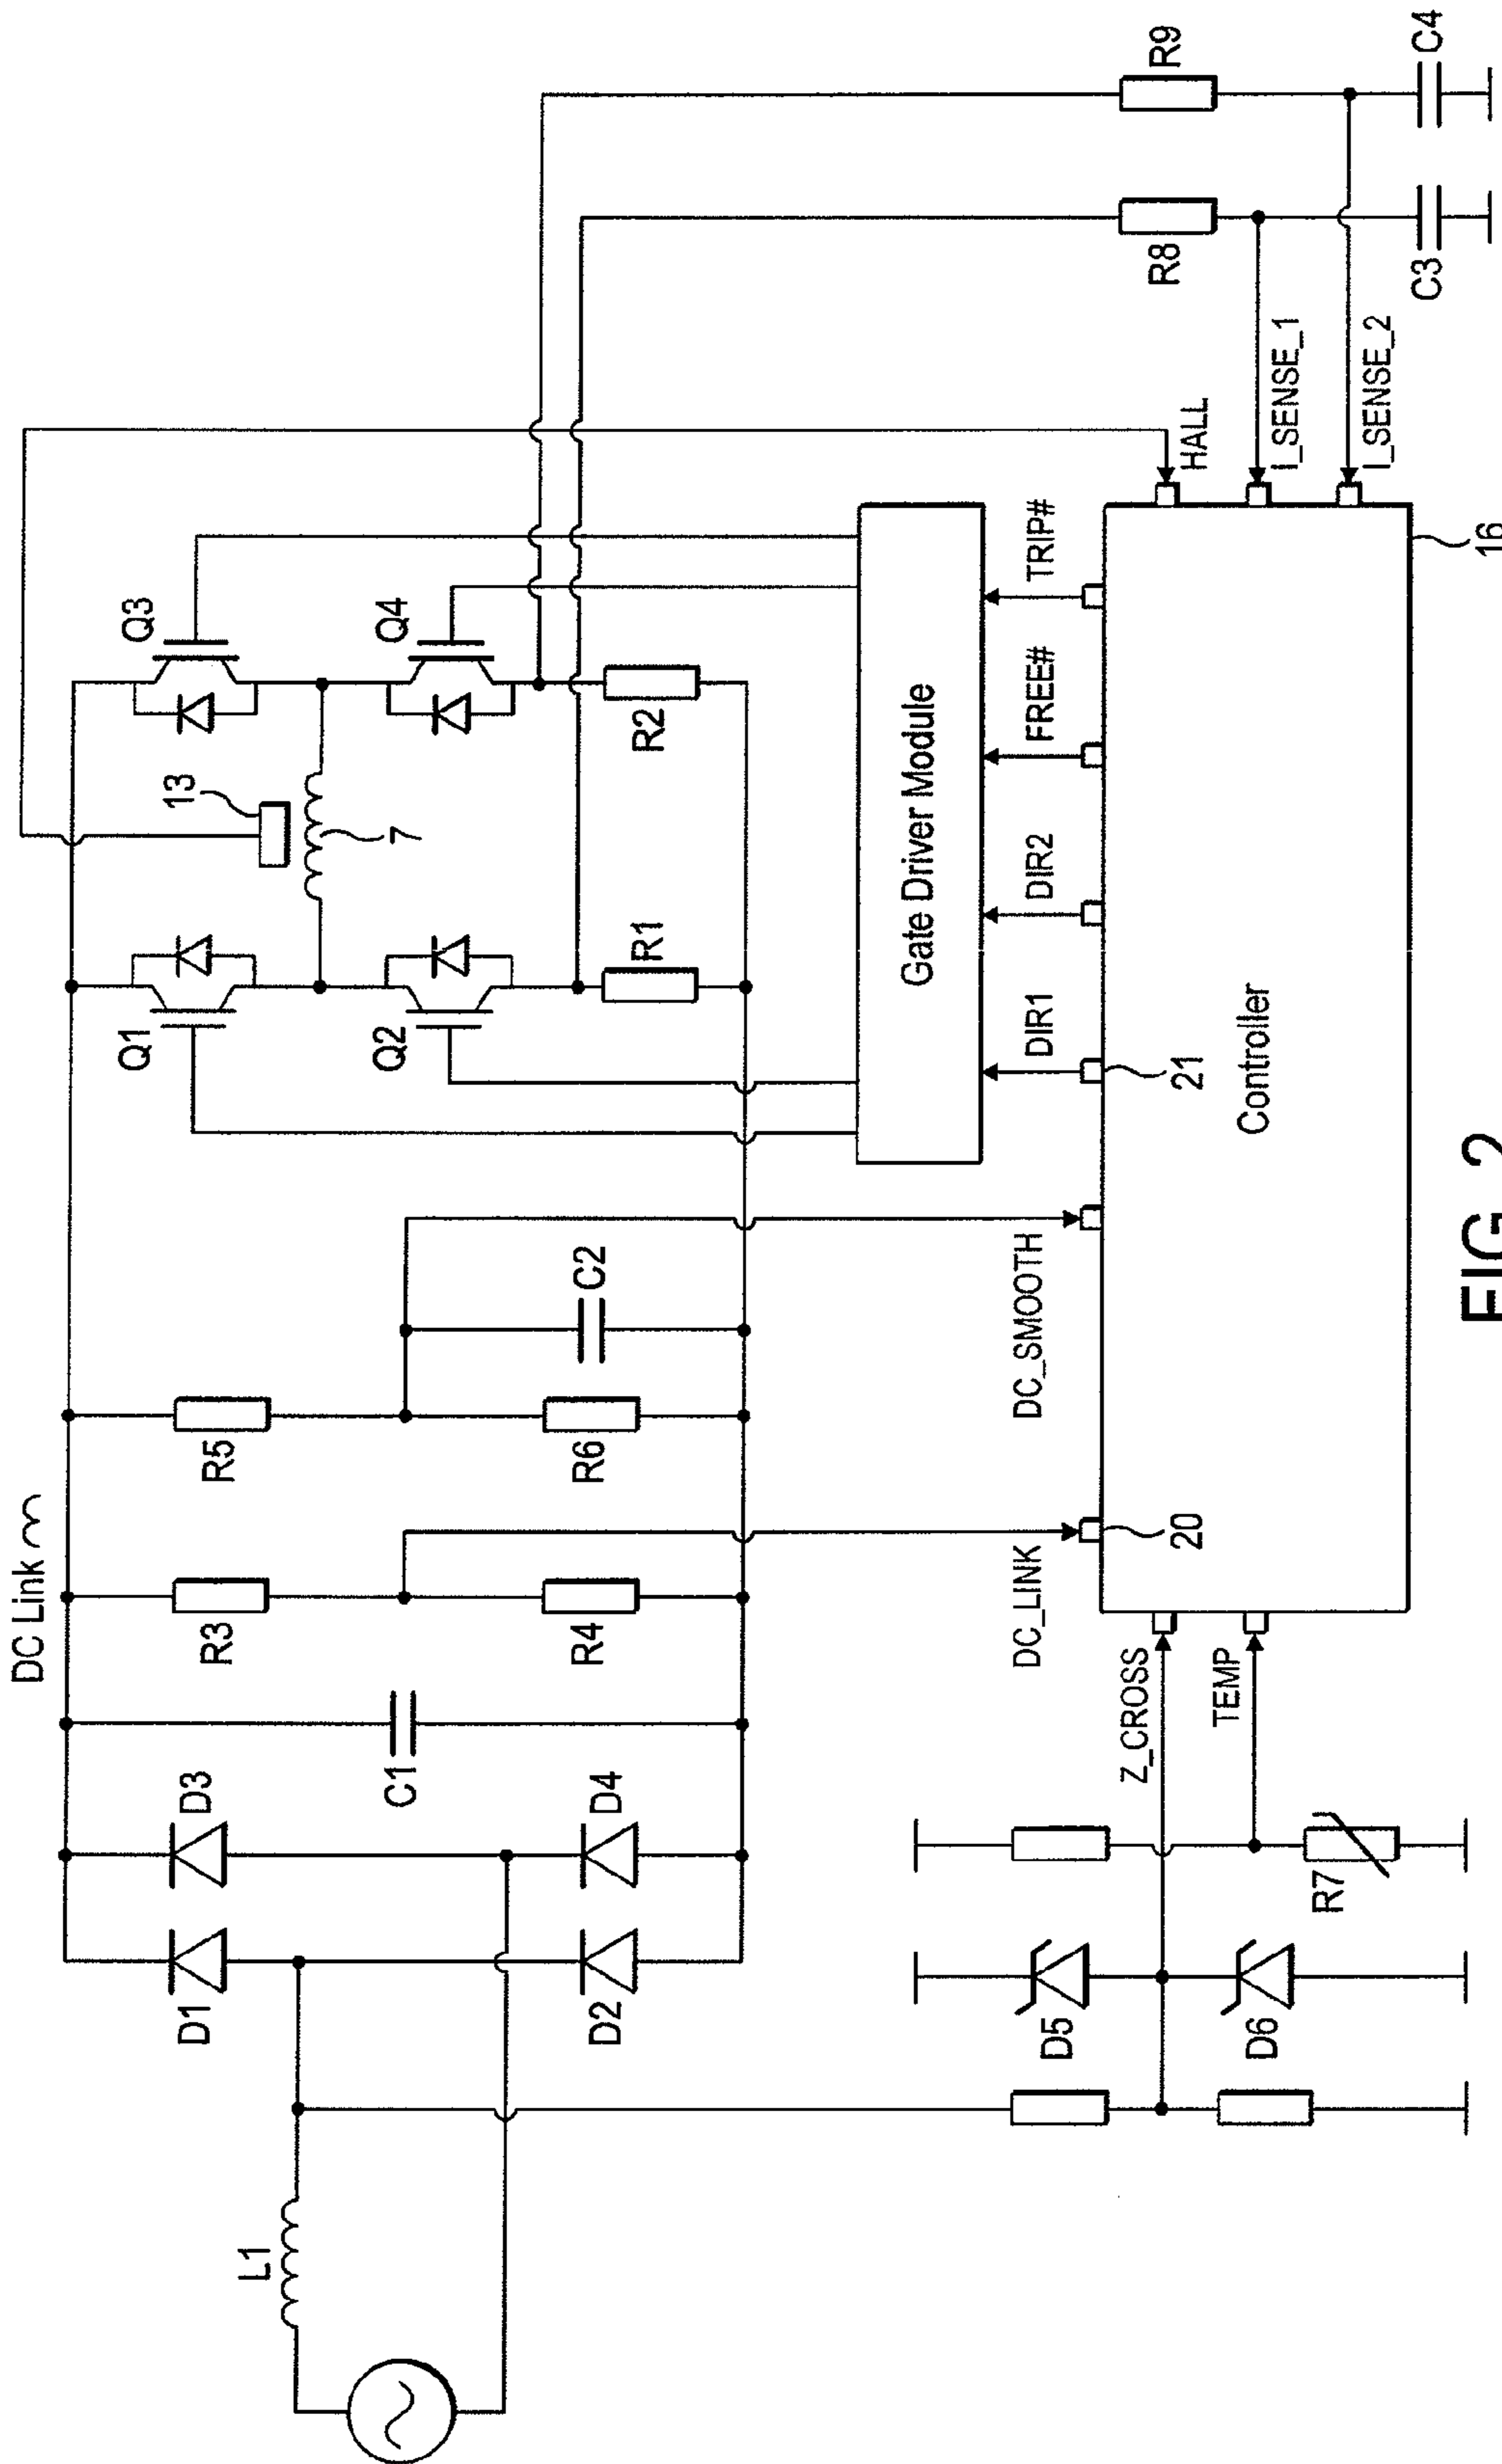 DC Link
L1
D1
D3
D2
D4
C1
R3
R4
R5
R6
C2
Q1
Q3
Q2
Q4
13
7
R1
R2
Gate Driver Module
DIR1
DIR2
FREE#
TRIP#
DC_LINK
DC_SMOOTH
20
21
Controller
Z_CROSS
TEMP
D5
D6
R7
HALL
I_SENSE_1
I_SENSE_2
16
R8
R9
C3
C4
FIG. 2